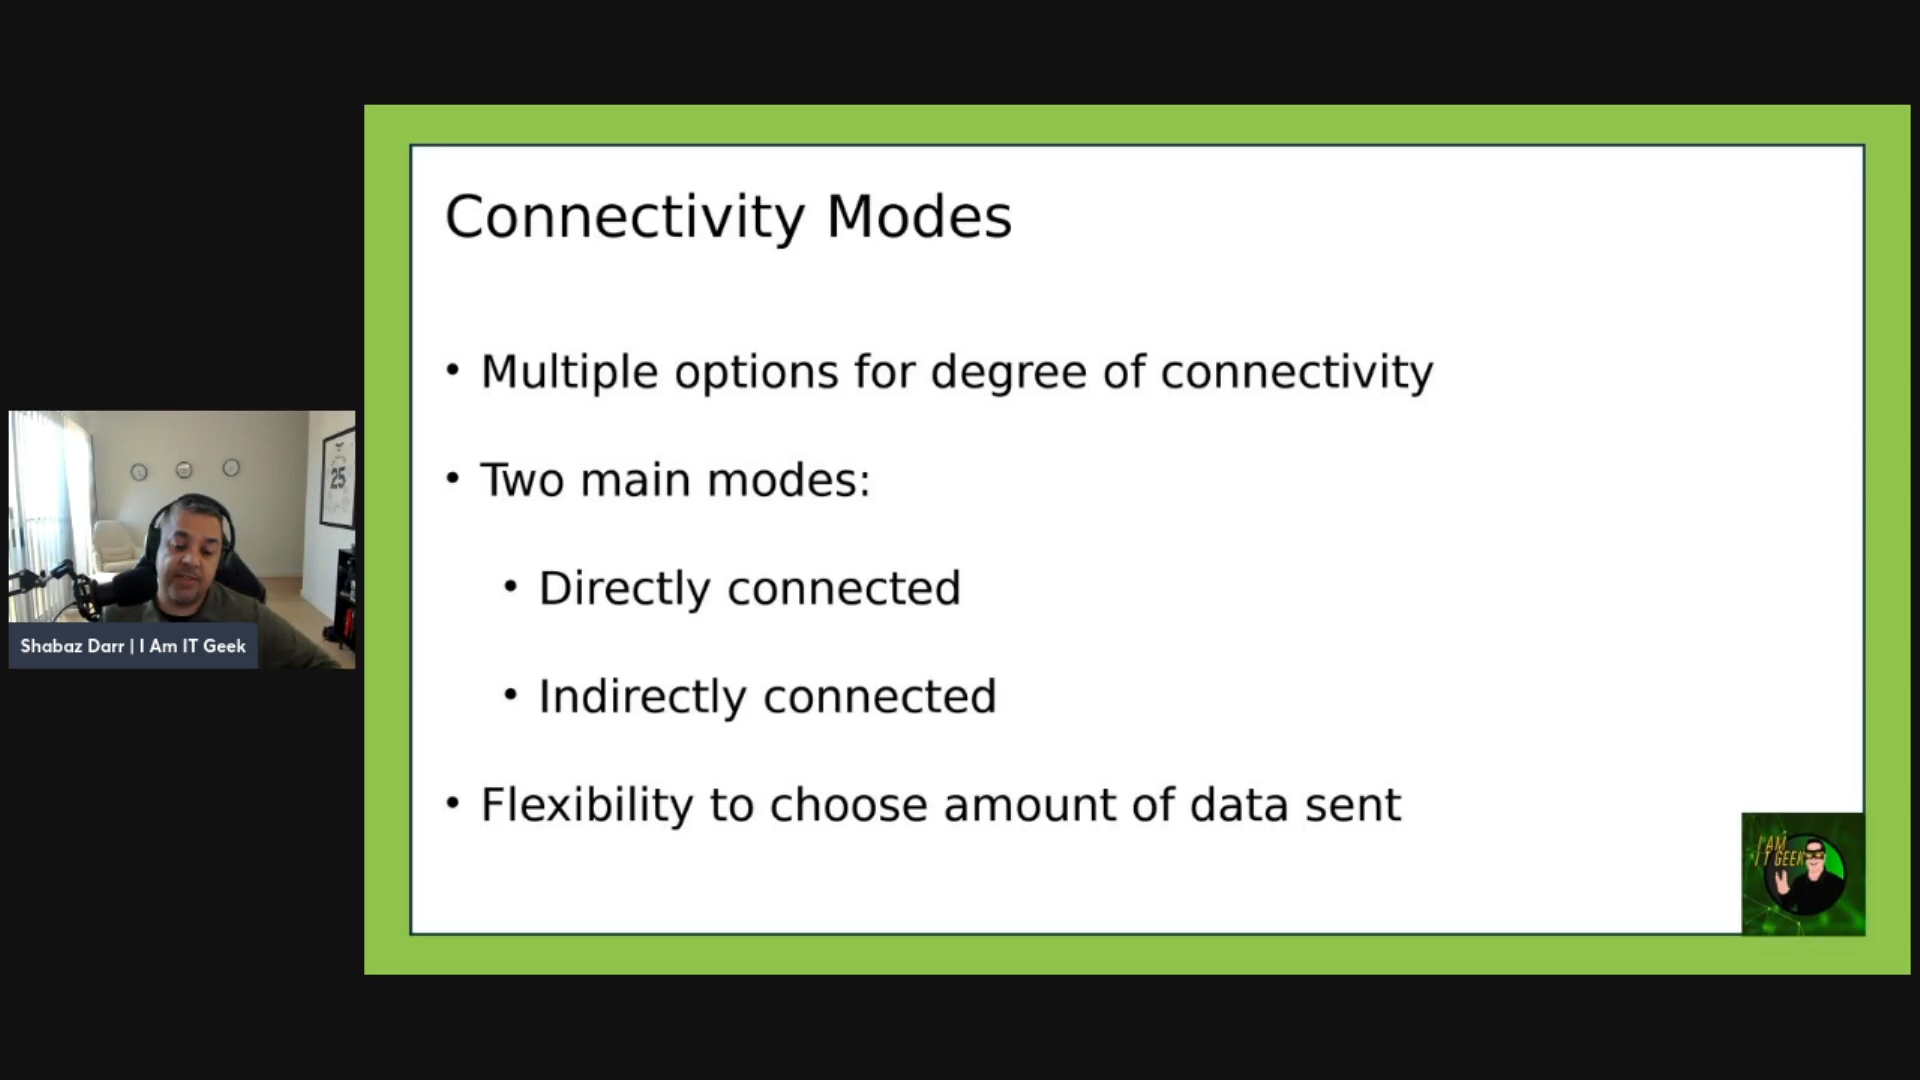 Connectivity Modes
• Multiple options for degree of connectivity
• Two main modes:
• Directly connected
• Indirectly connected
• Flexibility to choose amount of data sent
25
Shabaz Darr | I Am IT Geek
I AM
IT GEEK